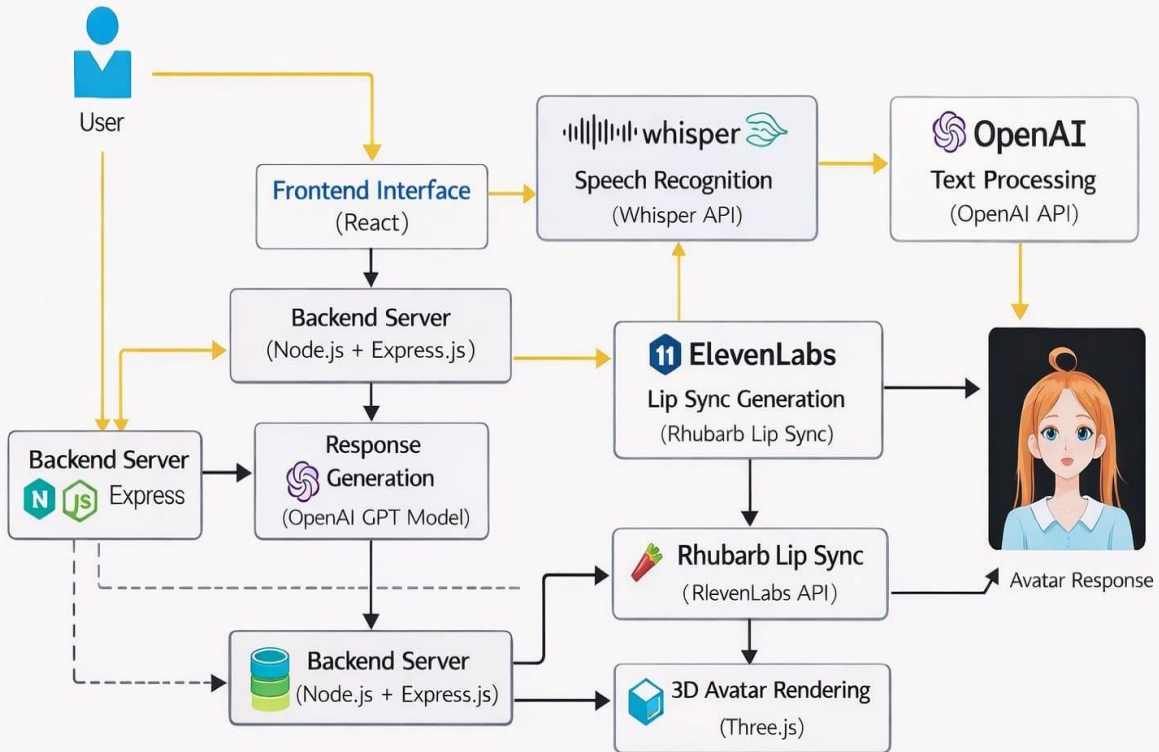 User
Frontend Interface
(React)
whisper
Speech Recognition
(Whisper API)
OpenAI
Text Processing
(OpenAI API)
Backend Server
(Node.js + Express.js)
11 ElevenLabs
Lip Sync Generation
(Rhubarb Lip Sync)
Backend Server
N JS Express
Response
Generation
(OpenAI GPT Model)
Rhubarb Lip Sync
(RlevenLabs API)
Avatar Response
Backend Server
(Node.js + Express.js)
3D Avatar Rendering
(Three.js)